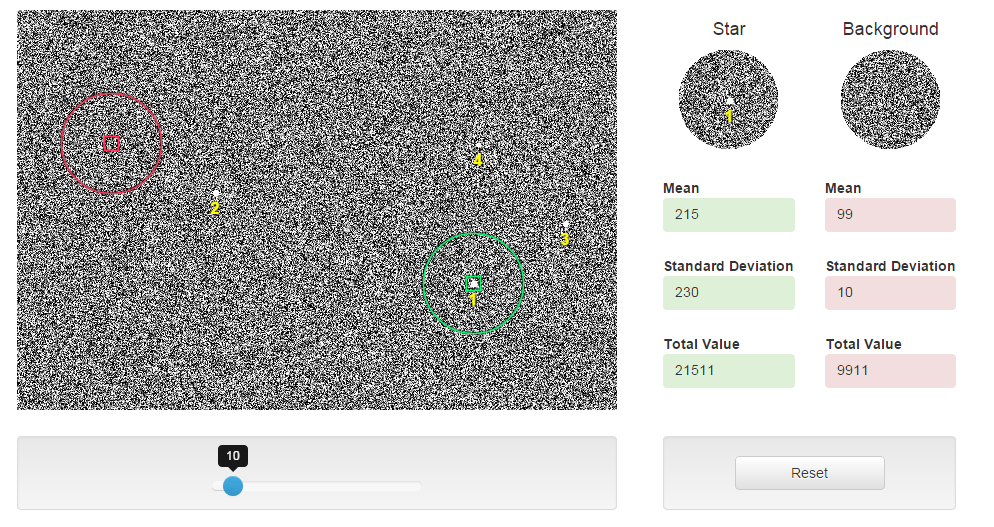 Star
Background
4
2
3
1
1
Mean
215
Mean
99
Standard Deviation
230
Standard Deviation
10
Total Value
21511
Total Value
9911
10
Reset